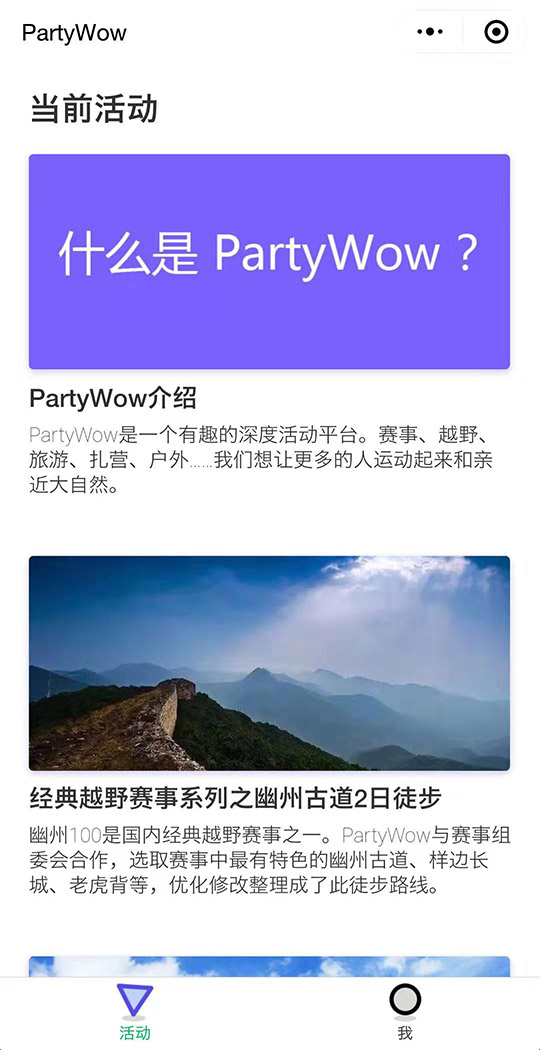 PartyWow
当前活动
什么是 PartyWow ？
PartyWow介绍
PartyWow是一个有趣的深度活动平台。赛事、越野、
旅游、扎营、户外……我们想让更多的人运动起来和亲
近大自然。
经典越野赛事系列之幽州古道2日徒步
幽州100是国内经典越野赛事之一。PartyWow与赛事组
委会合作，选取赛事中最有特色的幽州古道、样边长
城、老虎背等，优化修改整理成了此徒步路线。
活动
我